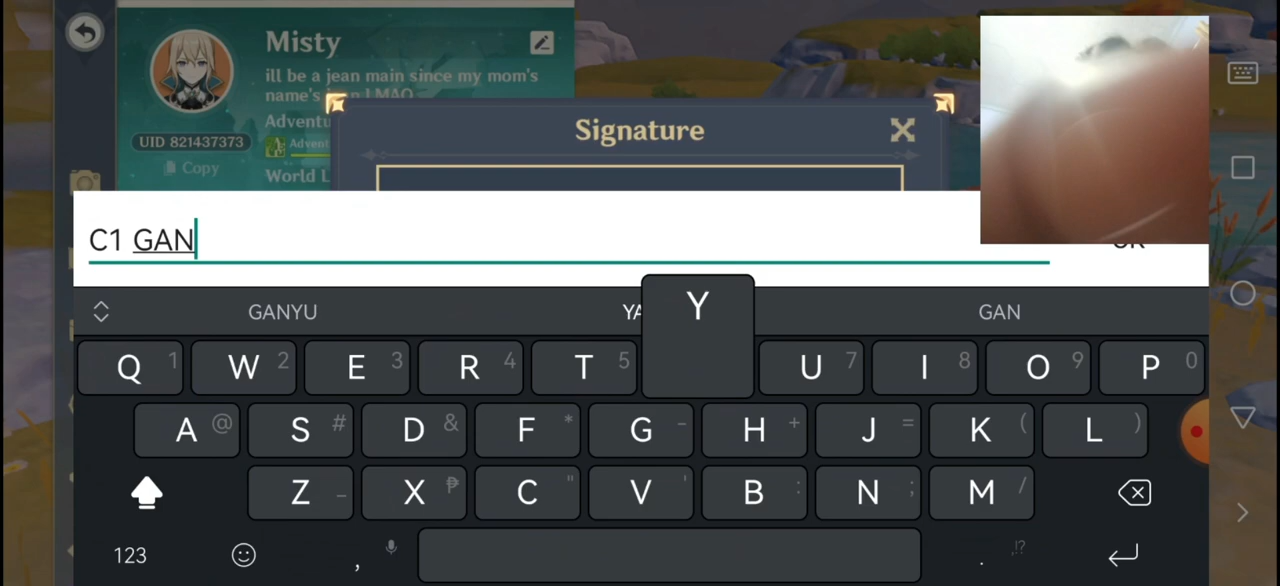 Misty
ill be a jean main since my mom's
name's
Signature
UID 821437373
Copy
World L
C1 GAN
GANYU
GAN
Y
Q 1 W 2 E 3 R 4 T 5 U 7 I 8 O 9 P 0
A @ S # D & F * G - H + J = K ( L )
Z _ X ₱ C " V ' B : N ; M /
123 , . ,!?